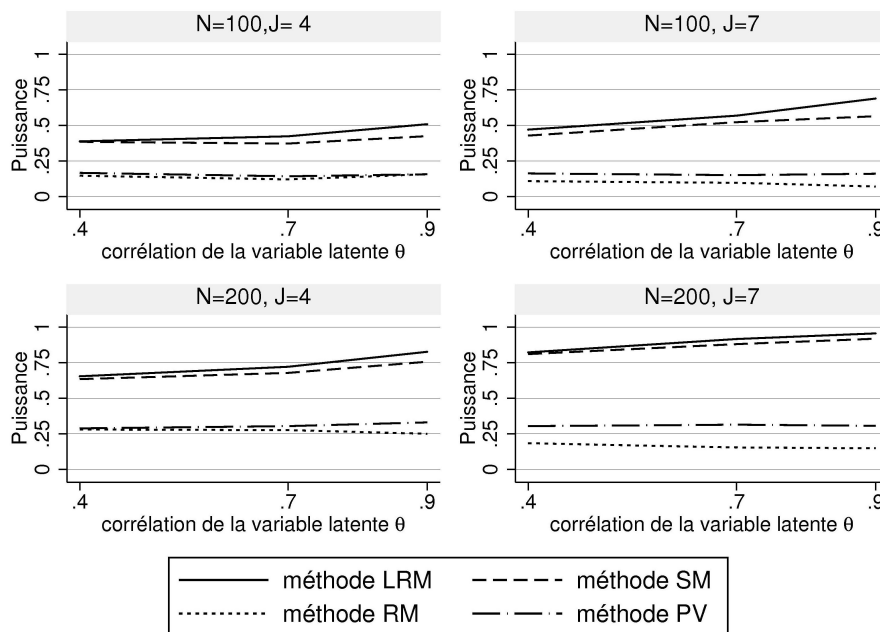 N=100,J= 4
Puissance
1
.75
.5
.25
0
.4
.7
.9
corrélation de la variable latente θ
N=100, J=7
Puissance
1
.75
.5
.25
0
.4
.7
.9
corrélation de la variable latente θ
N=200, J=4
Puissance
1
.75
.5
.25
0
.4
.7
.9
corrélation de la variable latente θ
N=200, J=7
Puissance
1
.75
.5
.25
0
.4
.7
.9
corrélation de la variable latente θ
méthode LRM
méthode SM
méthode RM
méthode PV